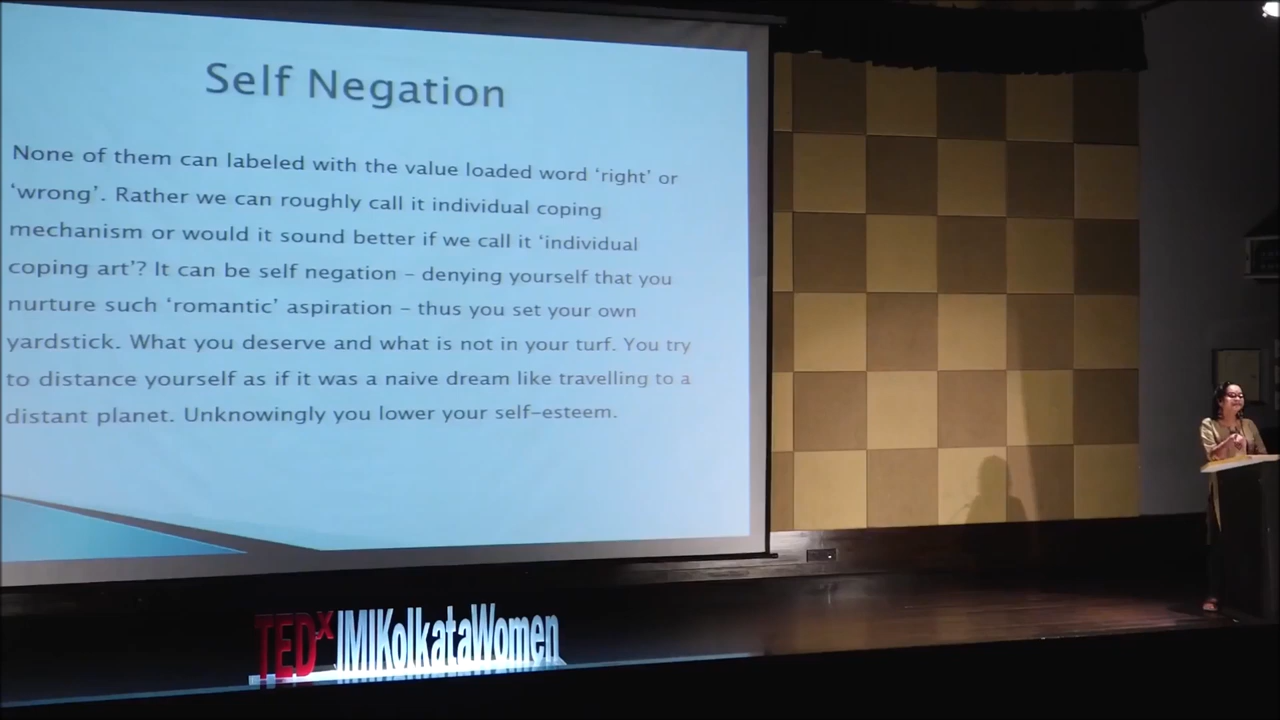 Self Negation
None of them can labeled with the value loaded word ‘right’ or
‘wrong’. Rather we can roughly call it individual coping
mechanism or would it sound better if we call it ‘individual
coping art’? It can be self negation – denying yourself that you
nurture such ‘romantic’ aspiration – thus you set your own
yardstick. What you deserve and what is not in your turf. You try
to distance yourself as if it was a naive dream like travelling to a
distant planet. Unknowingly you lower your self-esteem.
TEDxIMIKolkataWomen